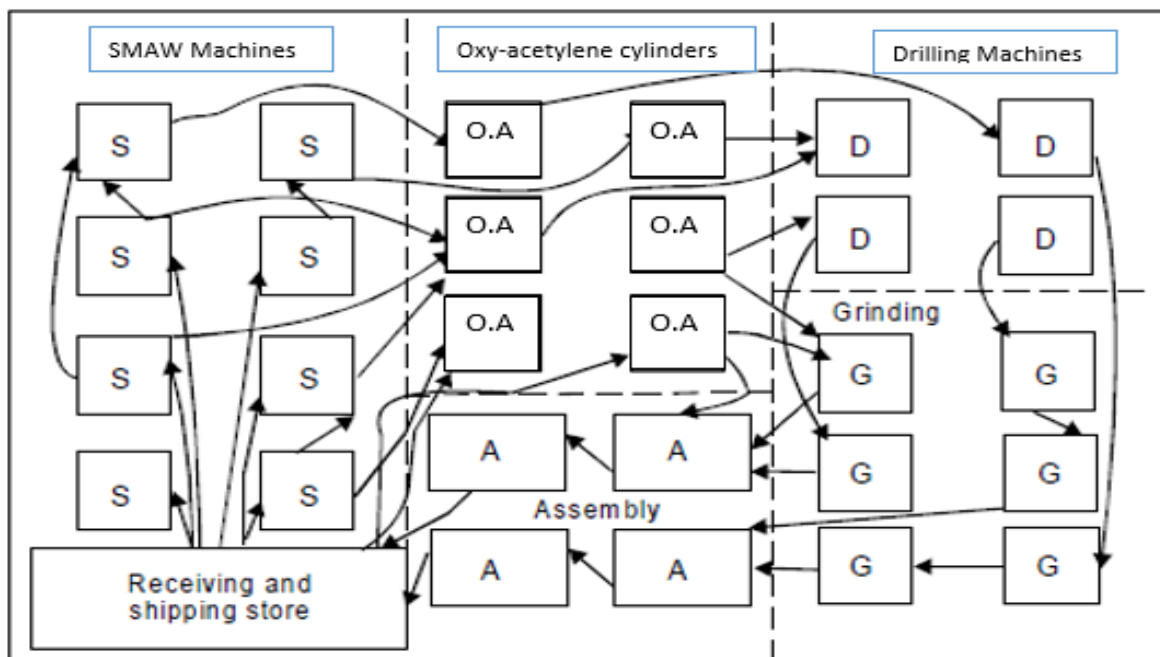 SMAW Machines
Oxy-acetylene cylinders
Drilling Machines
S
S
O.A
O.A
D
D
S
S
O.A
O.A
D
D
Grinding
S
S
O.A
O.A
G
G
S
S
A
A
G
G
Assembly
A
A
G
G
Receiving and
shipping store